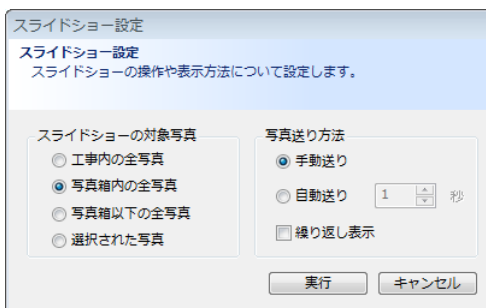 スライドショー設定
スライドショー設定
スライドショーの操作や表示方法について設定します。
スライドショーの対象写真
工事内の全写真
写真箱内の全写真
写真箱以下の全写真
選択された写真
写真送り方法
手動送り
自動送り 1 秒
繰り返し表示
実行 キャンセル